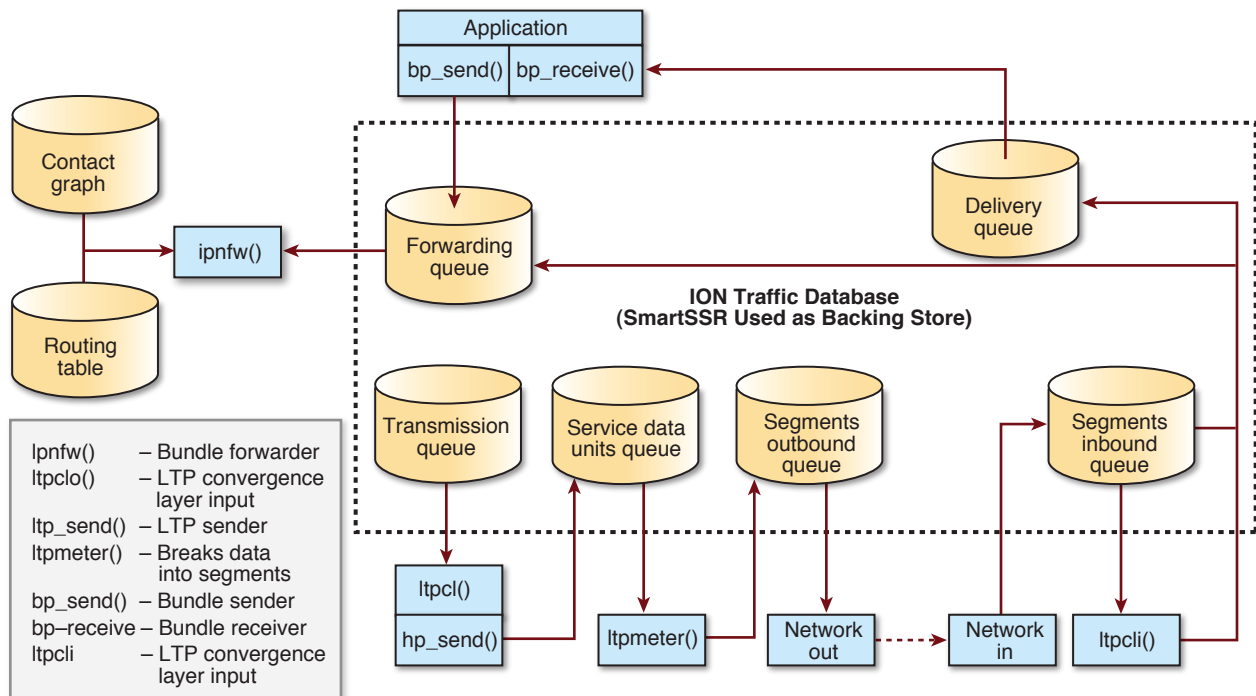 Application
bp_send()
bp_receive()
Contact
graph
ipnfw()
Routing
table
Forwarding
queue
Delivery
queue
ION Traffic Database
(SmartSSR Used as Backing Store)
Transmission
queue
Service data
units queue
Segments
outbound
queue
Segments
inbound
queue
ltpcl()
hp_send()
ltpmeter()
Network
out
Network
in
ltpcli()
lpnfw() – Bundle forwarder
ltpclo() – LTP convergence
layer input
ltp_send() – LTP sender
ltpmeter() – Breaks data
into segments
bp_send() – Bundle sender
bp–receive – Bundle receiver
ltpcli – LTP convergence
layer input